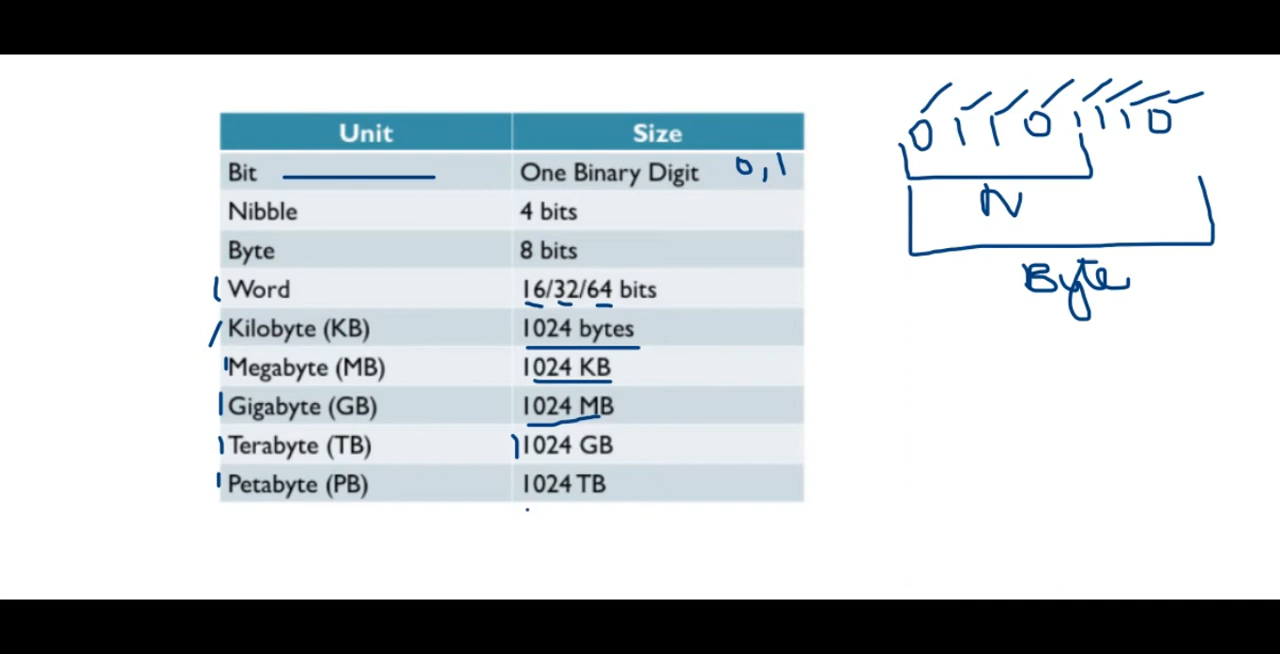 Unit Size
Bit One Binary Digit 0,1
Nibble 4 bits
Byte 8 bits
Word 16/32/64 bits
Kilobyte (KB) 1024 bytes
Megabyte (MB) 1024 KB
Gigabyte (GB) 1024 MB
Terabyte (TB) 1024 GB
Petabyte (PB) 1024 TB
0 1 1 0 1 1 1 0
N
Byte